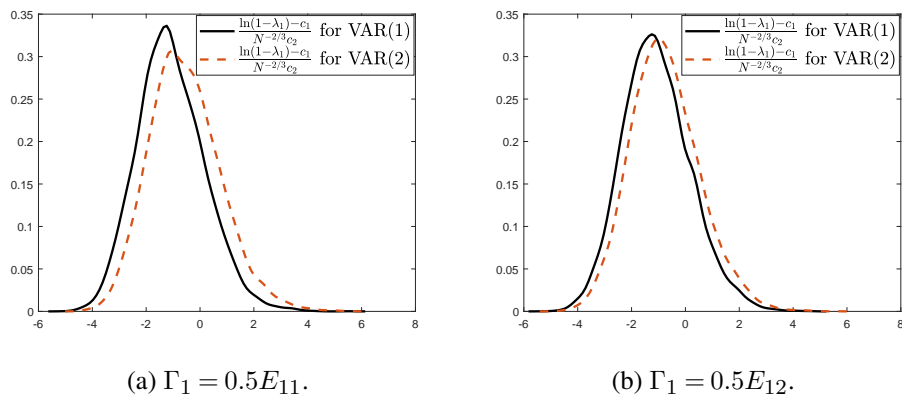 ln(1-λ₁)-c₁ / N^{-2/3}c₂ for VAR(1)
ln(1-λ₁)-c₁ / N^{-2/3}c₂ for VAR(2)
0.35
0.3
0.25
0.2
0.15
0.1
0.05
0
-6 -4 -2 0 2 4 6 8
(a) Γ₁ = 0.5E₁₁.
ln(1-λ₁)-c₁ / N^{-2/3}c₂ for VAR(1)
ln(1-λ₁)-c₁ / N^{-2/3}c₂ for VAR(2)
0.35
0.3
0.25
0.2
0.15
0.1
0.05
0
-6 -4 -2 0 2 4 6 8
(b) Γ₁ = 0.5E₁₂.